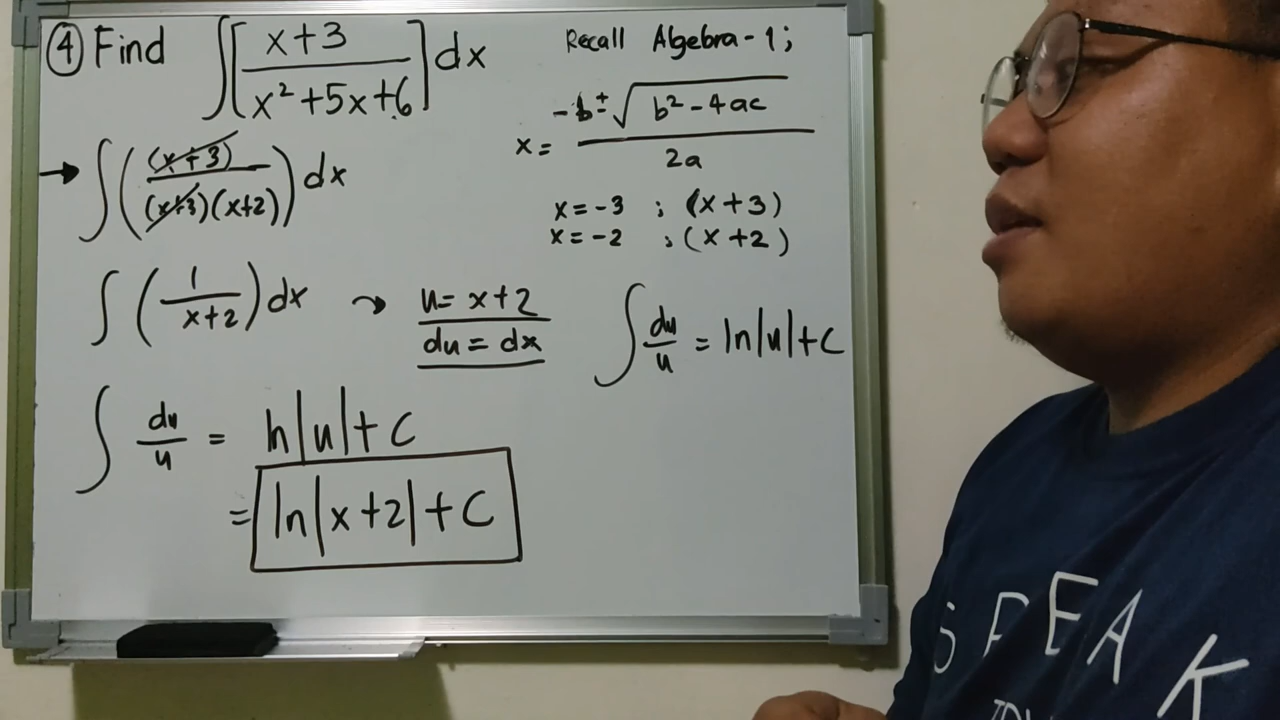 ④ Find ∫[(x+3)/(x²+5x+6)]dx
→ ∫((x+3)/((x+3)(x+2)))dx
∫(1/(x+2))dx ⤳ u= x+2
du = dx
∫ du/u = ln|u|+C
= ln|x+2|+C
Recall Algebra-1;
x= (-b±√(b²-4ac))/2a
x=-3 ; (x+3)
x=-2 ; (x+2)
∫ du/u = ln|u|+C
SPEAK